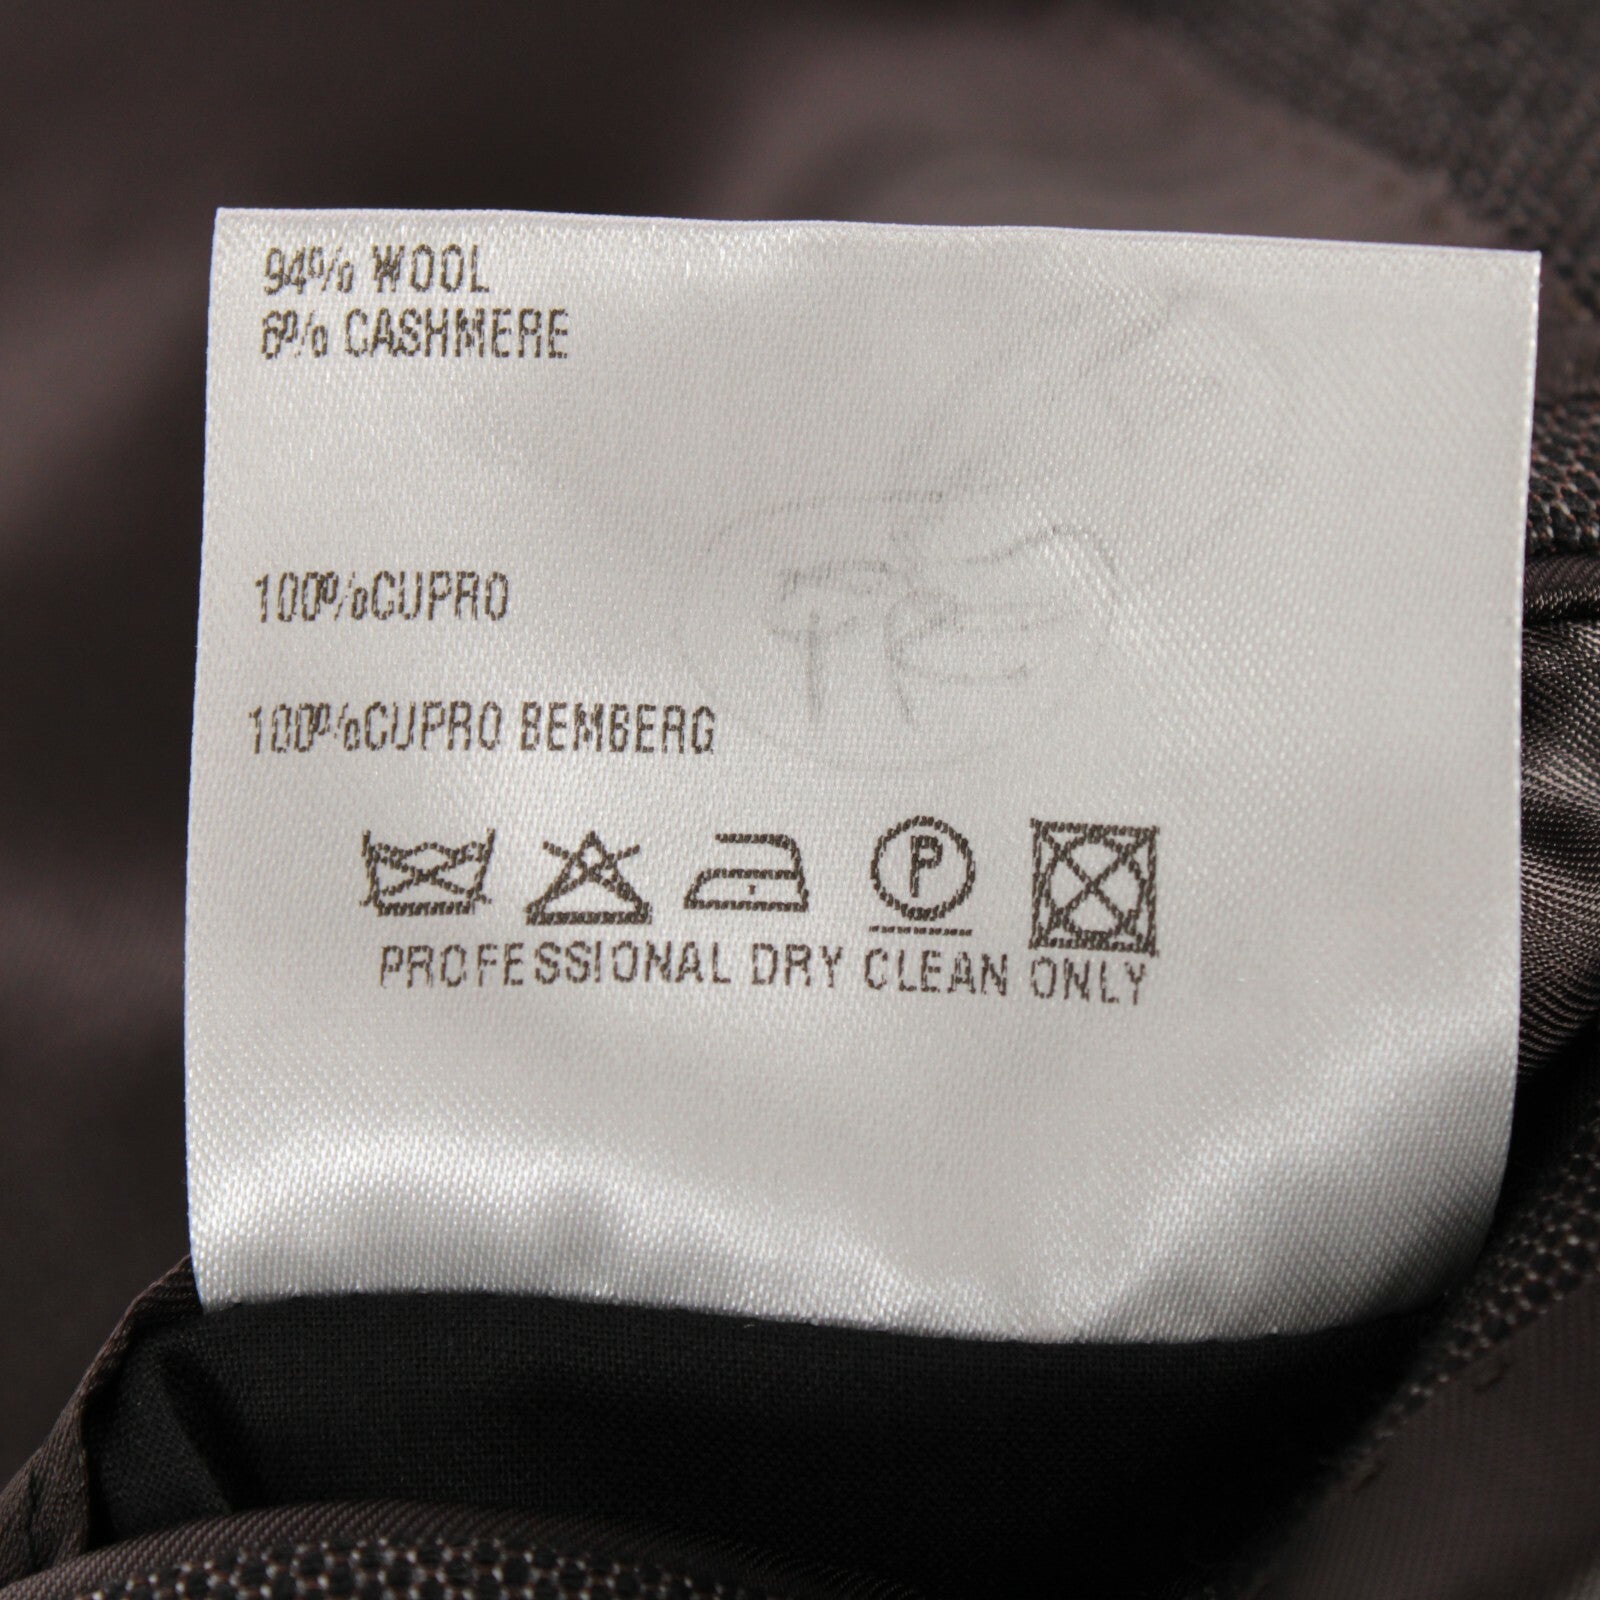 94% WOOL
6% CASHMERE
100%CUPRO
100%CUPRO BEMBERG
P
PROFESSIONAL DRY CLEAN ONLY